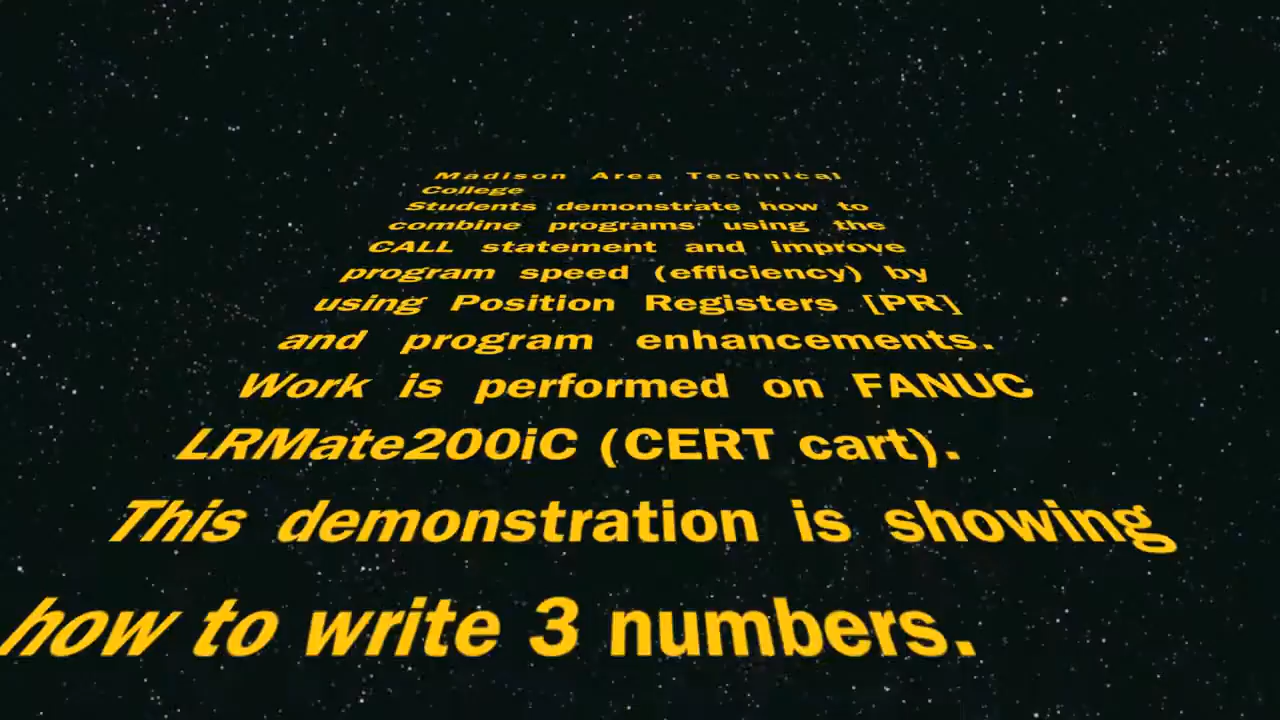 Madison Area Technical
College
Students demonstrate how to
combine programs using the
CALL statement and improve
program speed (efficiency) by
using Position Registers [PR]
and program enhancements.
Work is performed on FANUC
LRMate200iC (CERT cart).
This demonstration is showing
how to write 3 numbers.